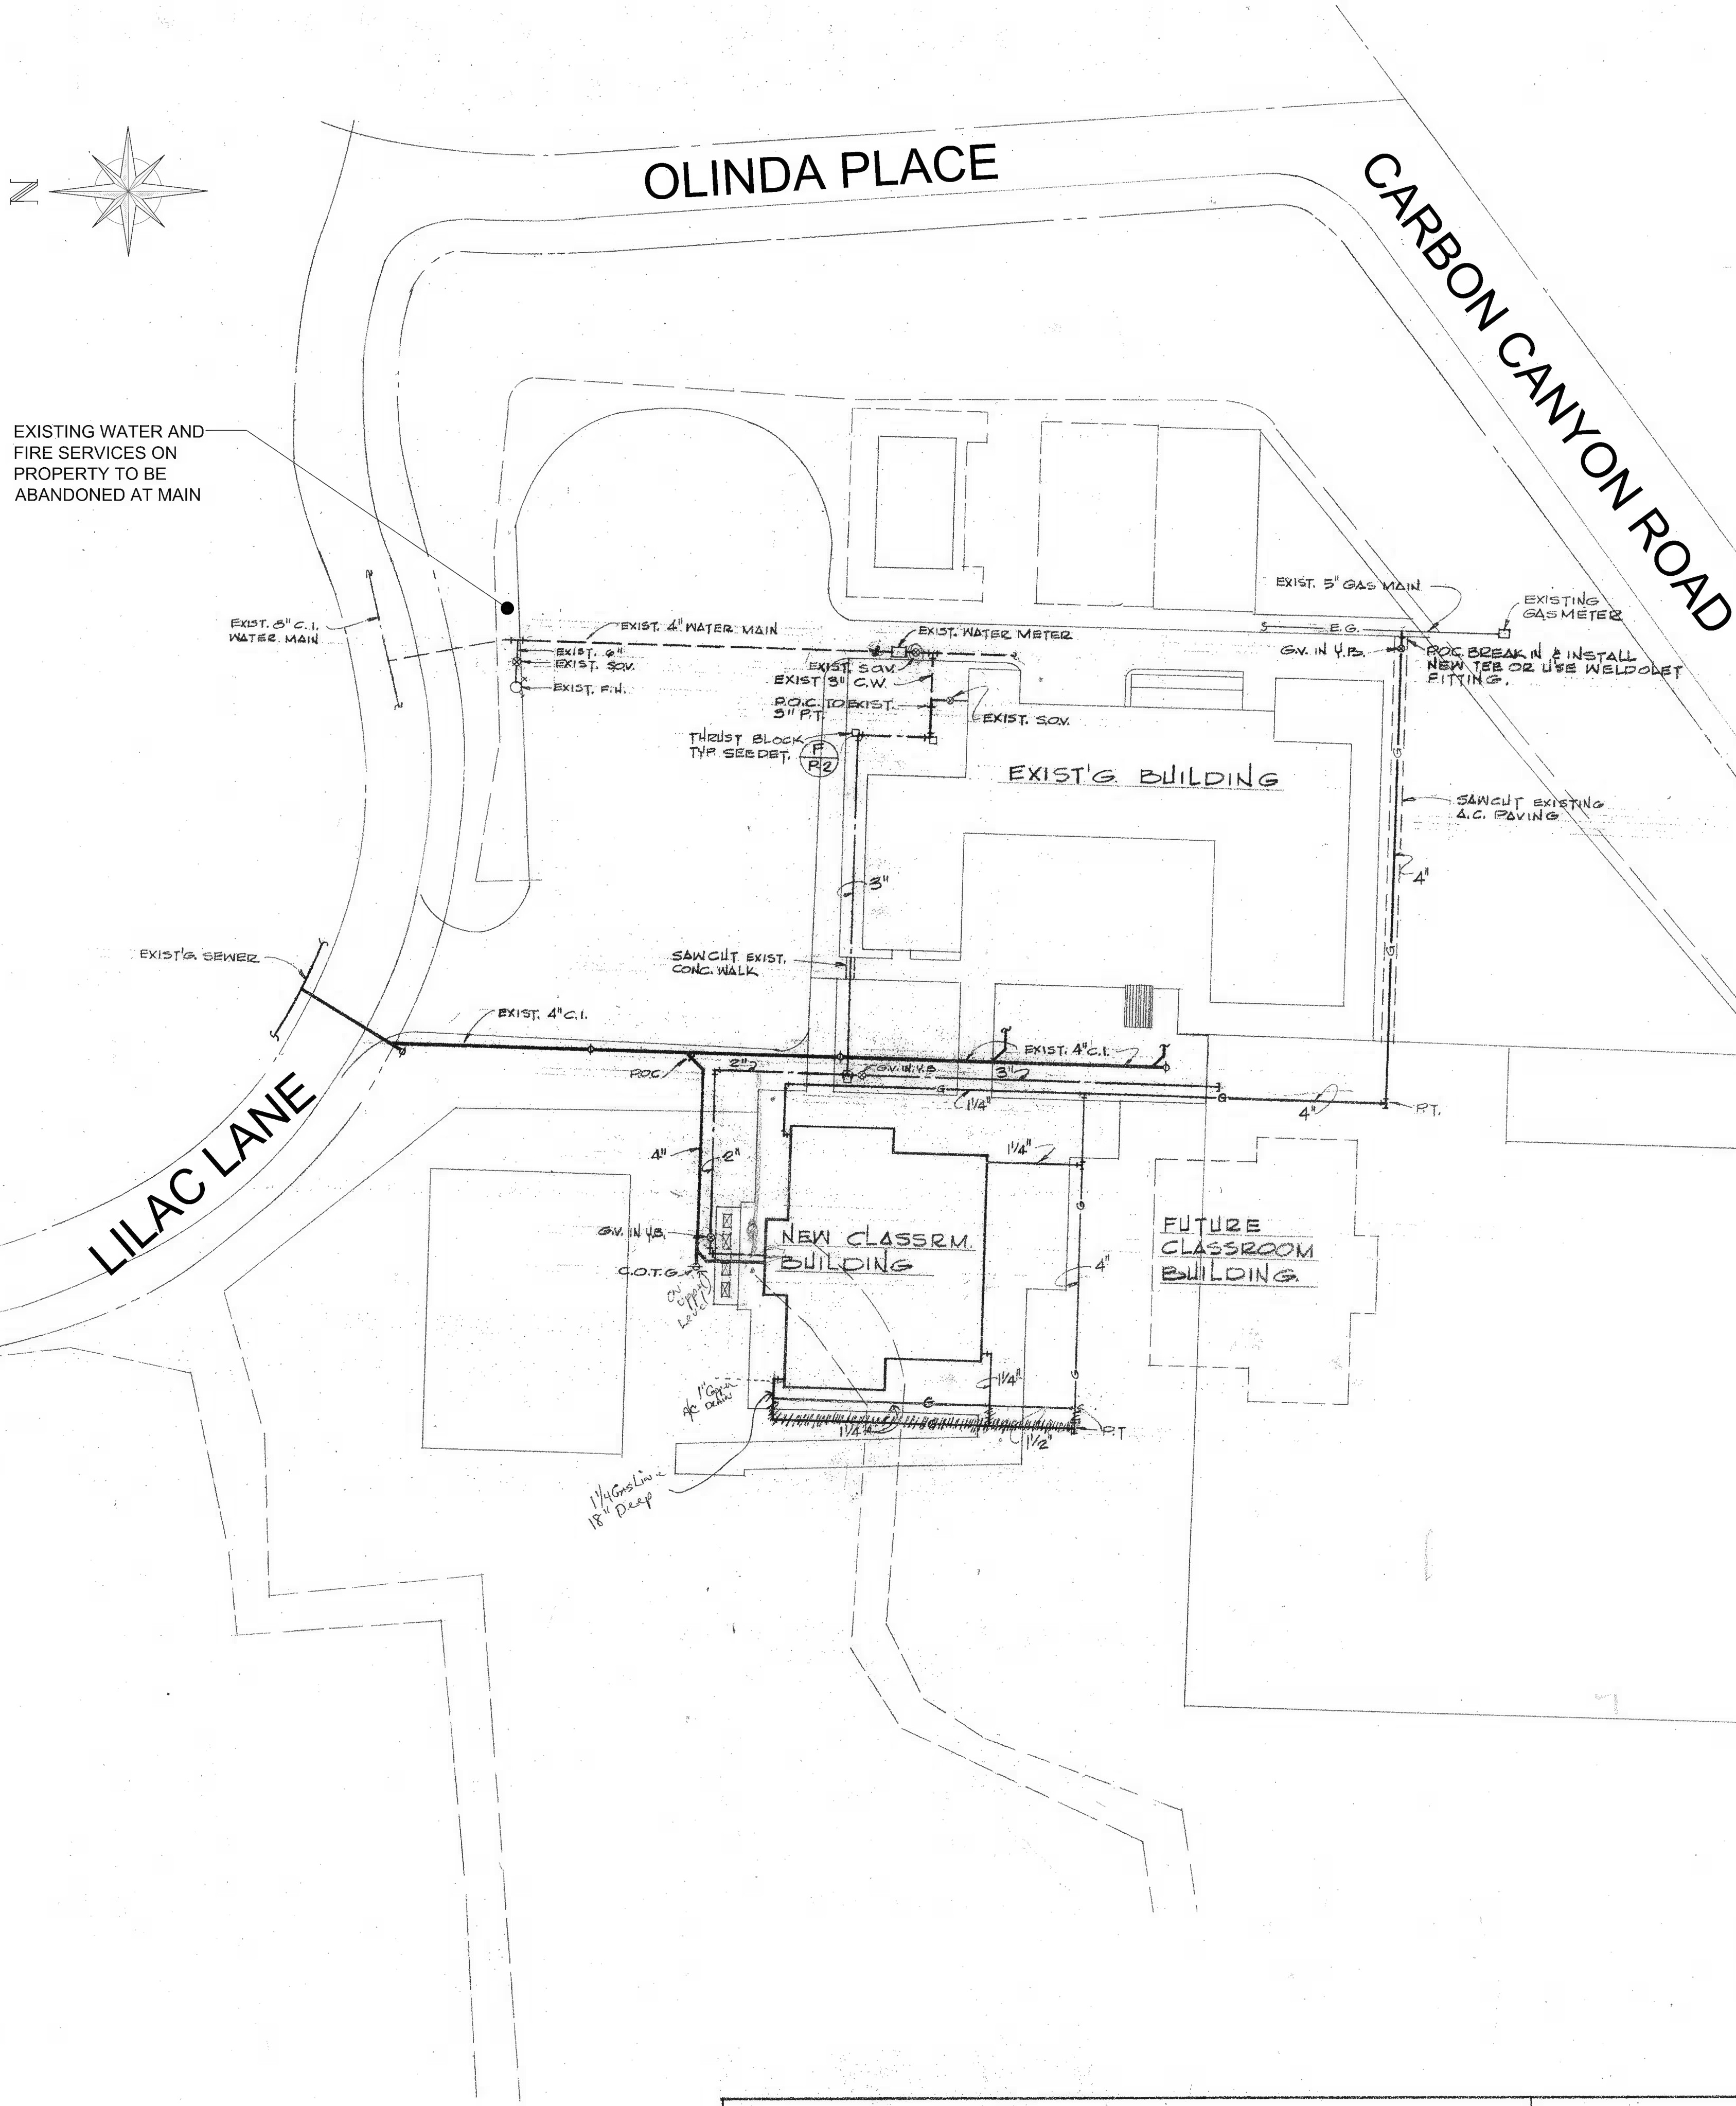 OLINDA PLACE
CARBON CANYON ROAD
N
EXISTING WATER AND
FIRE SERVICES ON
PROPERTY TO BE
ABANDONED AT MAIN
EXIST. 5" GAS MAIN
EXISTING
GAS METER
EXIST. 8" C.I.
WATER MAIN
EXIST. 4" WATER MAIN
EXIST. WATER METER
E.G.
EXIST. 6"
EXIST. S.O.V.
EXIST. F.H.
EXIST. S.O.V.
EXIST 3" C.W.
P.O.C. TO EXIST.
3" P.T.
EXIST. S.O.V.
G.V. IN Y.B.
P.O.C. BREAK IN & INSTALL
NEW TEE OR USE WELDOLET
FITTING.
THRUST BLOCK
TYP. SEE DET.
F
P-2
EXIST'G. BUILDING
G
SAWCUT EXISTING
A.C. PAVING
3"
4"
G
EXIST'G. SEWER
SAWCUT EXIST.
CONC. WALK
EXIST. 4" C.I.
EXIST. 4" C.I.
P.O.C.
2"
G.V. IN Y.B.
3"
G
1 1/4"
G
4"
P.T.
LILAC LANE
4"
2"
1 1/4"
G
G.V. IN Y.B.
C.O.T.G.
on
upper
Level
NEW CLASSRM.
BUILDING
4"
FUTURE
CLASSROOM
BUILDING.
1" Copper
A/C Drain
1 1/4"
G
G
1 1/4"
G
1 1/2"
P.T
1 1/4 Gas Line
18" Deep